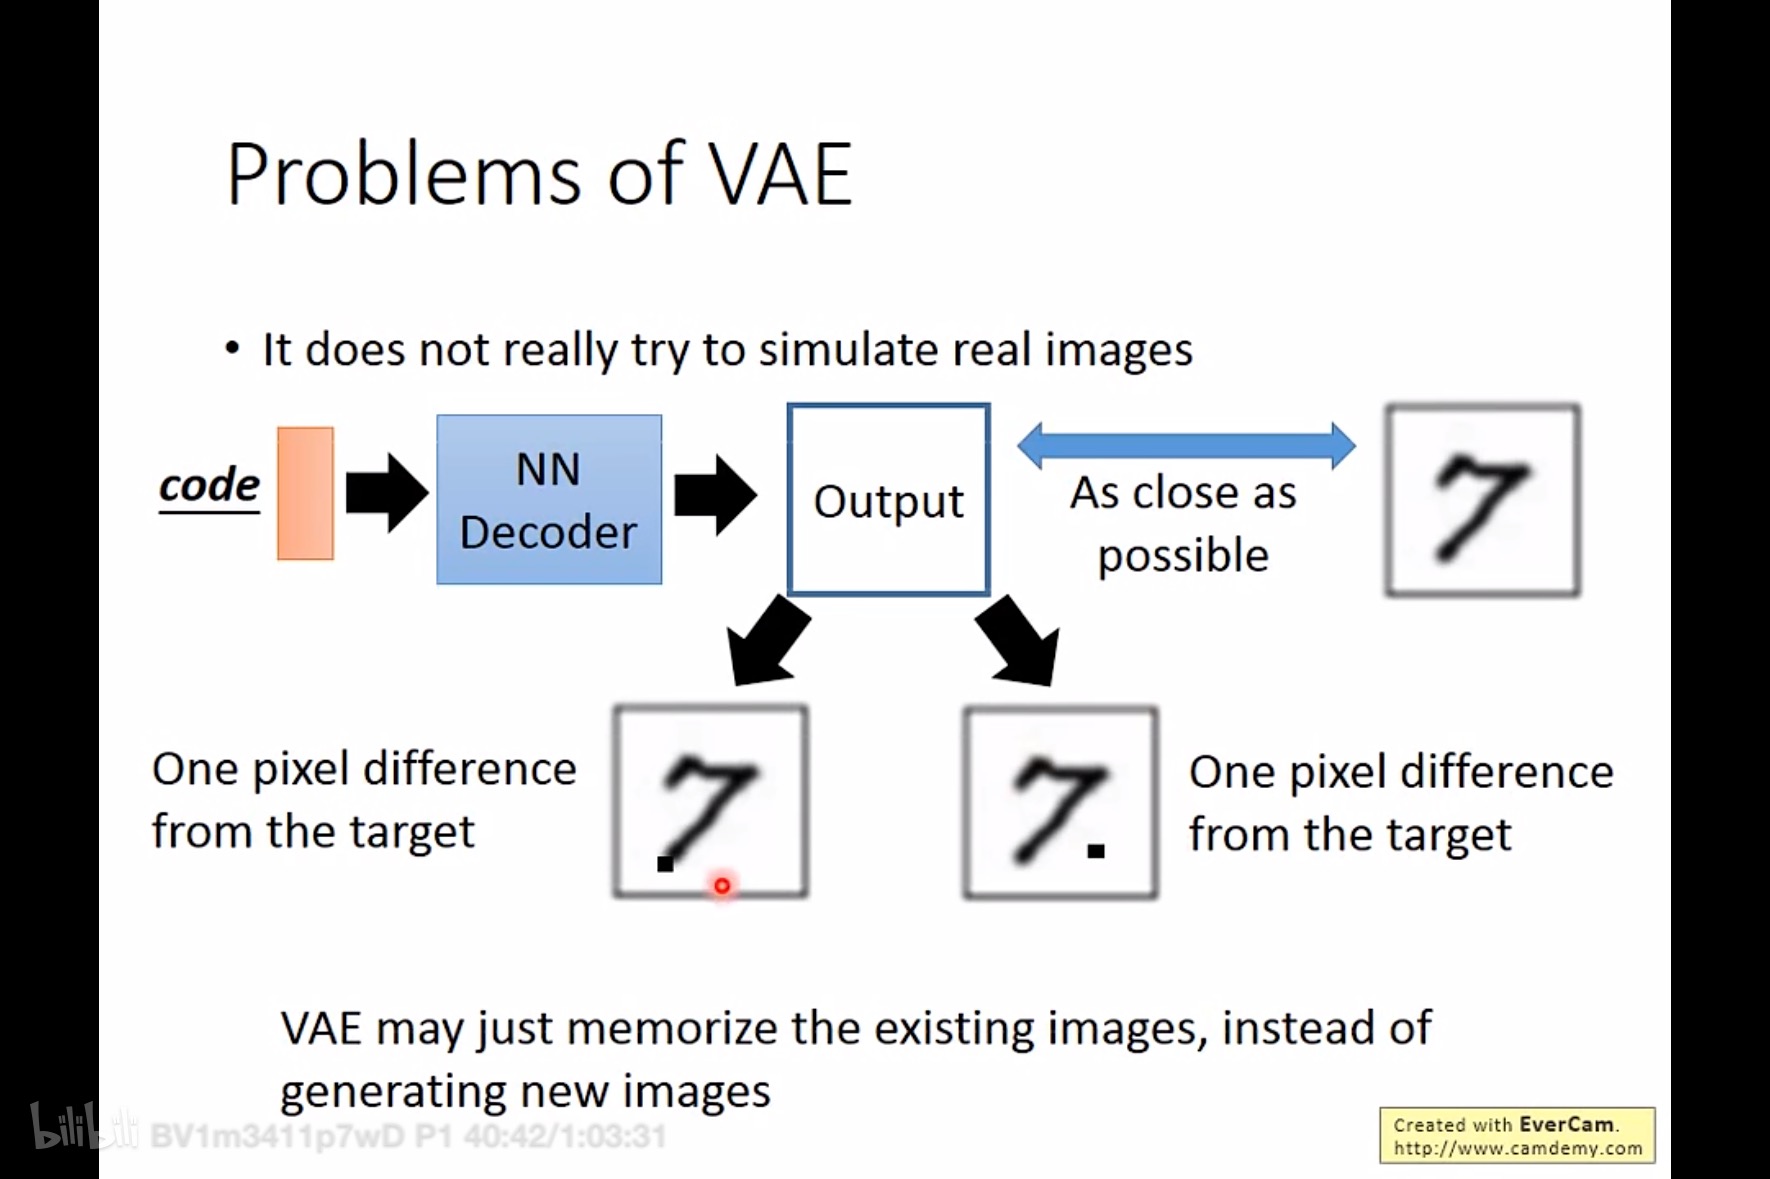 Problems of VAE
• It does not really try to simulate real images
code
NN
Decoder
Output
As close as
possible
One pixel difference
from the target
One pixel difference
from the target
VAE may just memorize the existing images, instead of
generating new images
bilibili BV1m3411p7wD P1 40:42/1:03:31
Created with EverCam.
http://www.camdemy.com